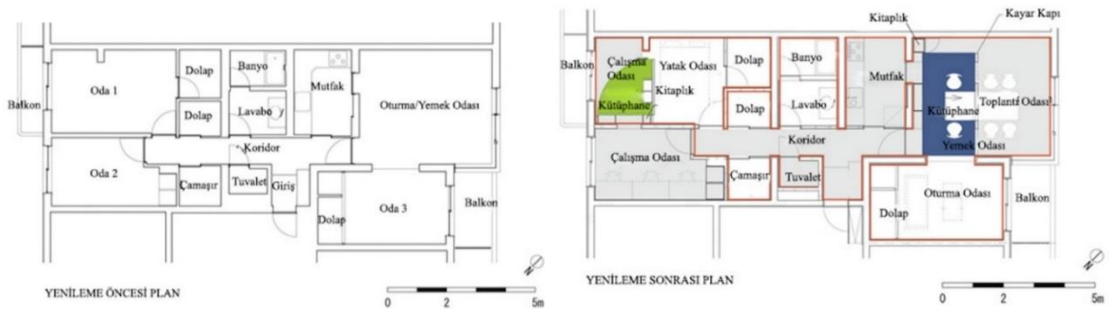 Balkon
Oda 1
Dolap
Banyo
Mutfak
Dolap
Lavabo
Oturma/Yemek Odası
Koridor
Oda 2
Çamaşır
Tuvalet
Giriş
Dolap
Oda 3
Balkon
N
YENİLEME ÖNCESİ PLAN
0 2 5m
Kitaplık
Kayar Kapı
Balkon
Çalışma
Odası
Yatak Odası
Dolap
Banyo
Mutfak
Kitaplık
Kütüphane
Dolap
Lavabo
Kütüphane
Toplantı Odası
Koridor
Yemek Odası
Çalışma Odası
Çamaşır
Tuvalet
Dolap
Oturma Odası
Balkon
N
YENİLEME SONRASI PLAN
0 2 5m